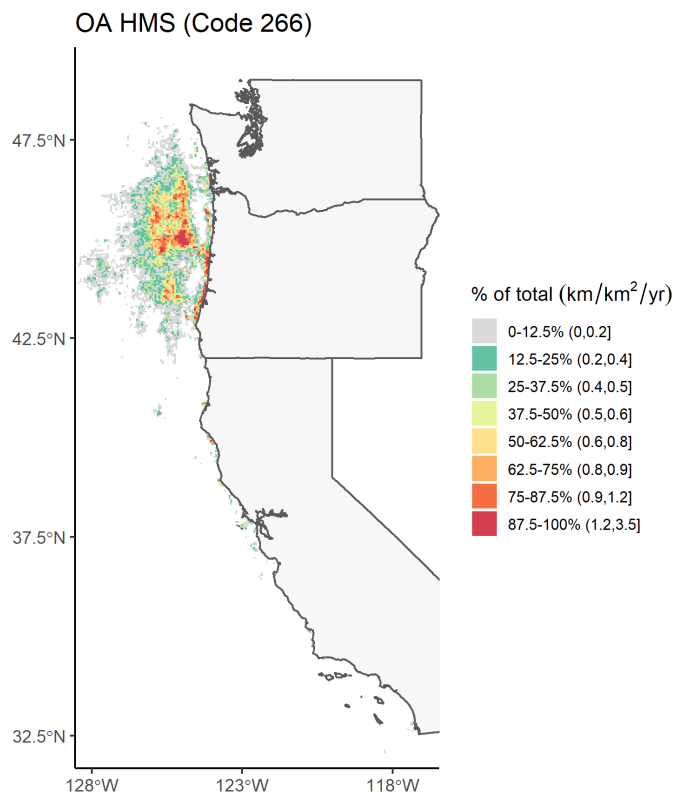 OA HMS (Code 266)
47.5°N
42.5°N
37.5°N
32.5°N
128°W
123°W
118°W
% of total (km/km²/yr)
0-12.5% (0,0.2]
12.5-25% (0.2,0.4]
25-37.5% (0.4,0.5]
37.5-50% (0.5,0.6]
50-62.5% (0.6,0.8]
62.5-75% (0.8,0.9]
75-87.5% (0.9,1.2]
87.5-100% (1.2,3.5]